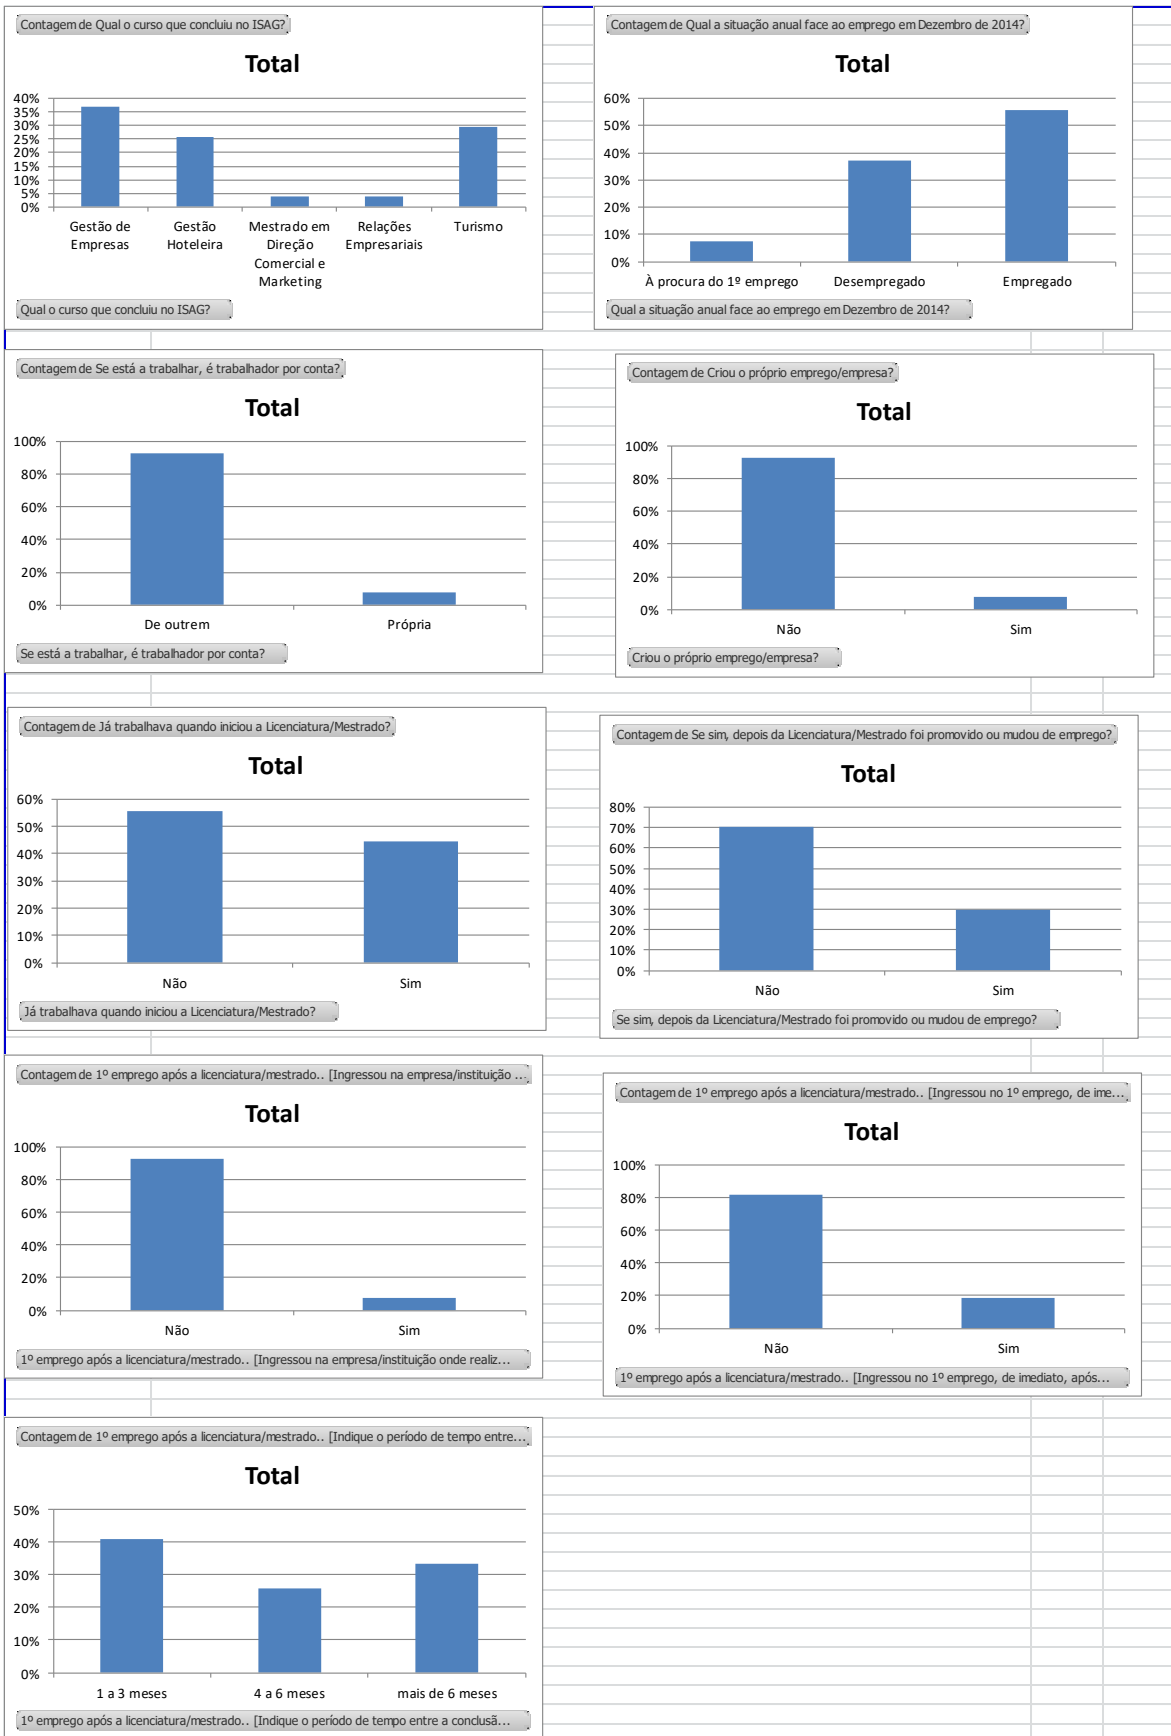 Contagem de Qual o curso que concluiu no ISAG?
Total
40%
35%
30%
25%
20%
15%
10%
5%
0%
Gestão de Empresas
Gestão Hoteleira
Mestrado em Direção Comercial e Marketing
Relações Empresariais
Turismo
Qual o curso que concluiu no ISAG?
Contagem de Qual a situação anual face ao emprego em Dezembro de 2014?
Total
60%
50%
40%
30%
20%
10%
0%
À procura do 1º emprego
Desempregado
Empregado
Qual a situação anual face ao emprego em Dezembro de 2014?
Contagem de Se está a trabalhar, é trabalhador por conta?
Total
100%
80%
60%
40%
20%
0%
De outrem
Própria
Se está a trabalhar, é trabalhador por conta?
Contagem de Criou o próprio emprego/empresa?
Total
100%
80%
60%
40%
20%
0%
Não
Sim
Criou o próprio emprego/empresa?
Contagem de Já trabalhava quando iniciou a Licenciatura/Mestrado?
Total
60%
50%
40%
30%
20%
10%
0%
Não
Sim
Já trabalhava quando iniciou a Licenciatura/Mestrado?
Contagem de Se sim, depois da Licenciatura/Mestrado foi promovido ou mudou de emprego?
Total
80%
70%
60%
50%
40%
30%
20%
10%
0%
Não
Sim
Se sim, depois da Licenciatura/Mestrado foi promovido ou mudou de emprego?
Contagem de 1º emprego após a licenciatura/mestrado.. [Ingressou na empresa/instituição ...
Total
100%
80%
60%
40%
20%
0%
Não
Sim
1º emprego após a licenciatura/mestrado.. [Ingressou na empresa/instituição onde realiz...
Contagem de 1º emprego após a licenciatura/mestrado.. [Ingressou no 1º emprego, de ime...
Total
100%
80%
60%
40%
20%
0%
Não
Sim
1º emprego após a licenciatura/mestrado.. [Ingressou no 1º emprego, de imediato, após...
Contagem de 1º emprego após a licenciatura/mestrado.. [Indique o período de tempo entre...
Total
50%
40%
30%
20%
10%
0%
1 a 3 meses
4 a 6 meses
mais de 6 meses
1º emprego após a licenciatura/mestrado.. [Indique o período de tempo entre a conclusã...